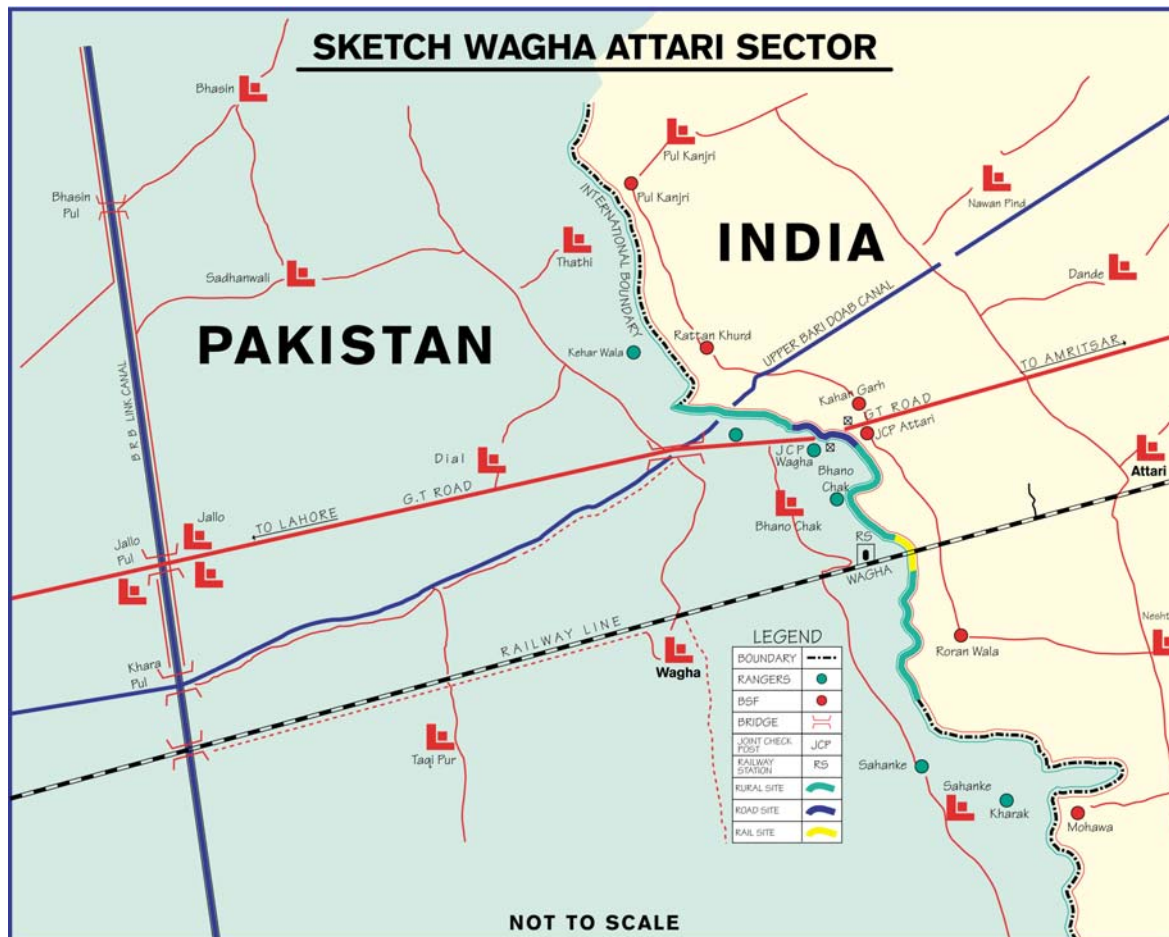 SKETCH WAGHA ATTARI SECTOR
Bhasin
Pul Kanjri
Bhasin
Pul
Pul Kanjri
Nawan Pind
INTERNATIONAL BOUNDARY
INDIA
Thathi
Sadhanwali
Dande
UPPER BARI DOAB CANAL
PAKISTAN
Kehar Wala
Rattan Khurd
TO AMRITSAR
B R B LINK CANAL
Kahan Garh
GT ROAD
JCP Attari
Dial
JCP
Wagha
Bhano
Chak
Attari
G.T ROAD
Jallo
TO LAHORE
Bhano Chak
Jallo
Pul
RS
WAGHA
RAILWAY LINE
Khara
Pul
Wagha
Roran Wala
LEGEND
BOUNDARY
RANGERS
BSF
BRIDGE
JOINT CHECK
POST
JCP
RAILWAY
STATION
RS
RURAL SITE
ROAD SITE
RAIL SITE
Taqi Pur
Sahanke
Sahanke
Kharak
Mohawa
NOT TO SCALE